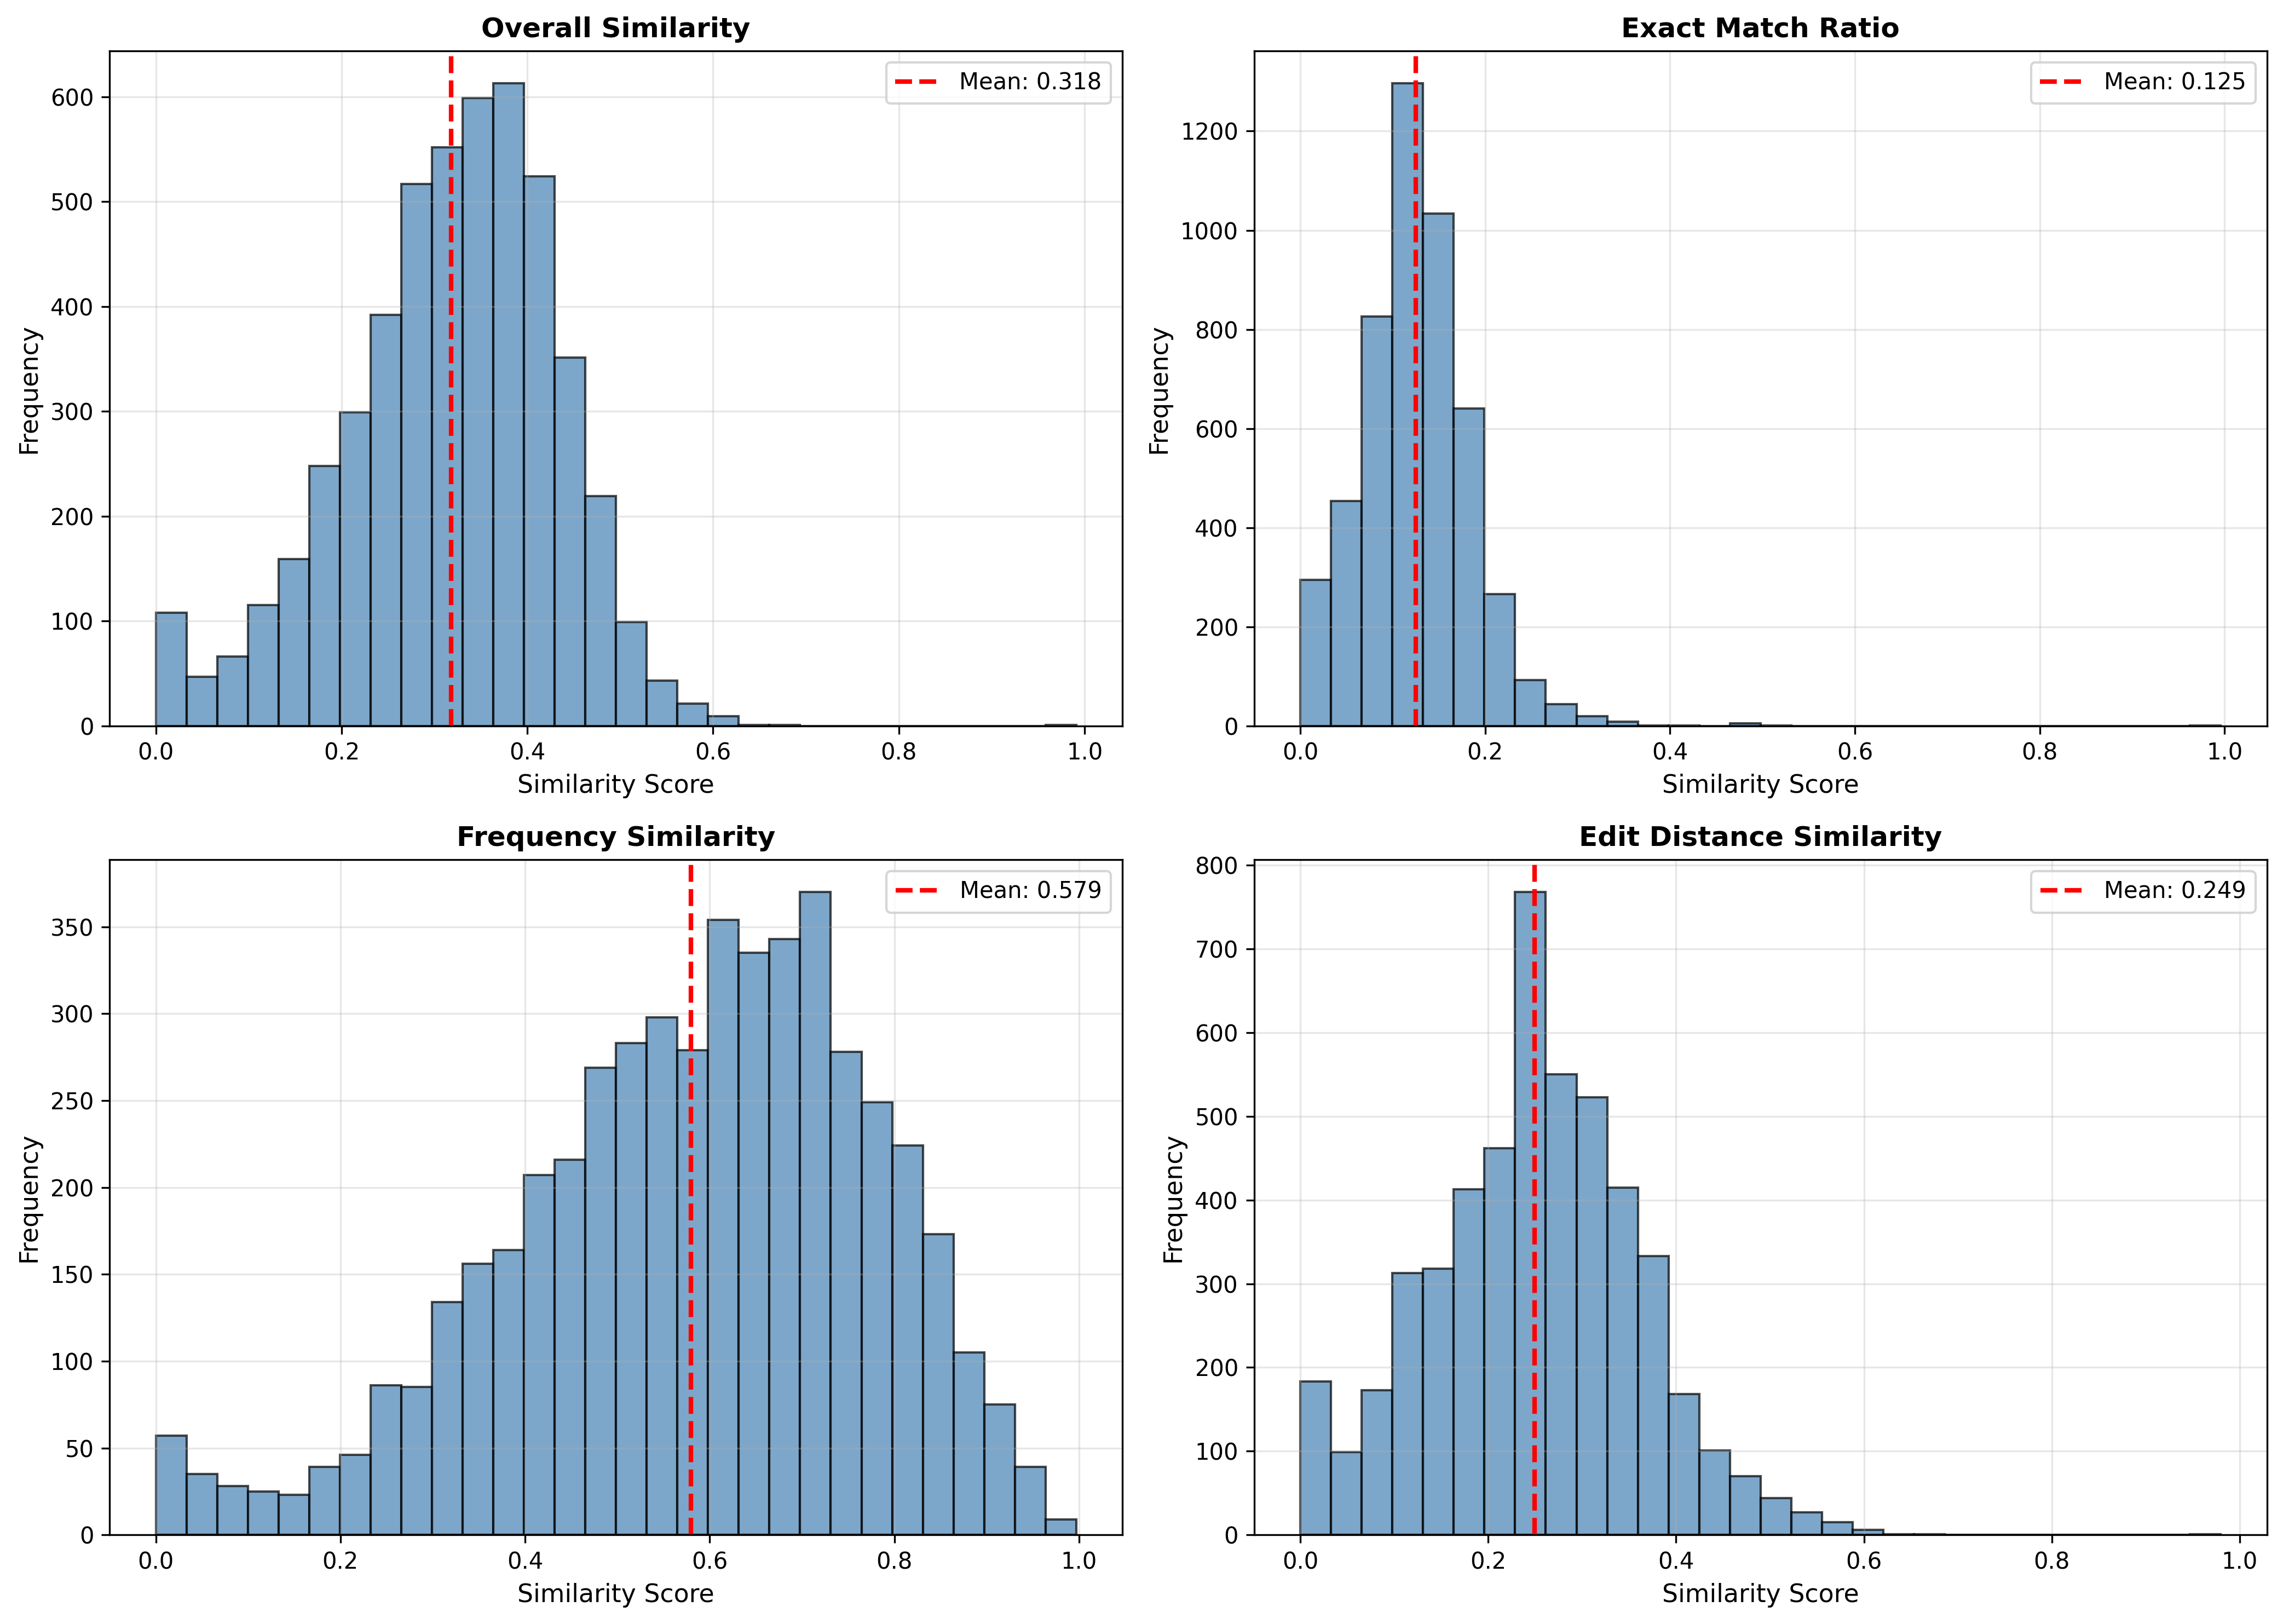 Overall Similarity
Mean: 0.318
Frequency
600
500
400
300
200
100
0
0.0 0.2 0.4 0.6 0.8 1.0
Similarity Score
Exact Match Ratio
Mean: 0.125
Frequency
1200
1000
800
600
400
200
0
0.0 0.2 0.4 0.6 0.8 1.0
Similarity Score
Frequency Similarity
Mean: 0.579
Frequency
350
300
250
200
150
100
50
0
0.0 0.2 0.4 0.6 0.8 1.0
Similarity Score
Edit Distance Similarity
Mean: 0.249
Frequency
800
700
600
500
400
300
200
100
0
0.0 0.2 0.4 0.6 0.8 1.0
Similarity Score